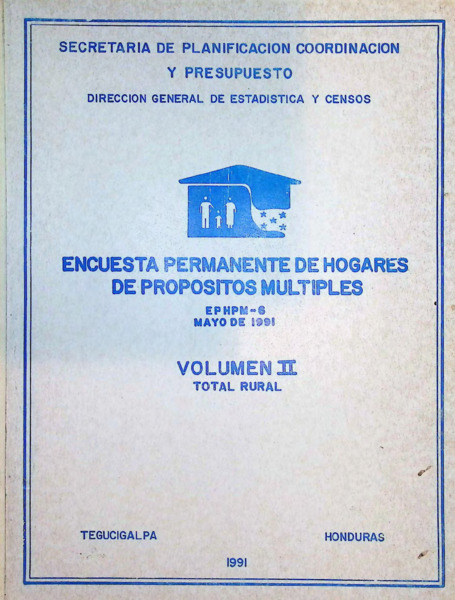 SECRETARIA DE PLANIFICACION COORDINACION
Y PRESUPUESTO
DIRECCION GENERAL DE ESTADISTICA Y CENSOS
ENCUESTA PERMANENTE DE HOGARES
DE PROPOSITOS MULTIPLES
EPHPM-6
MAYO DE 1991
VOLUMEN II
TOTAL RURAL
TEGUCIGALPA HONDURAS
1991